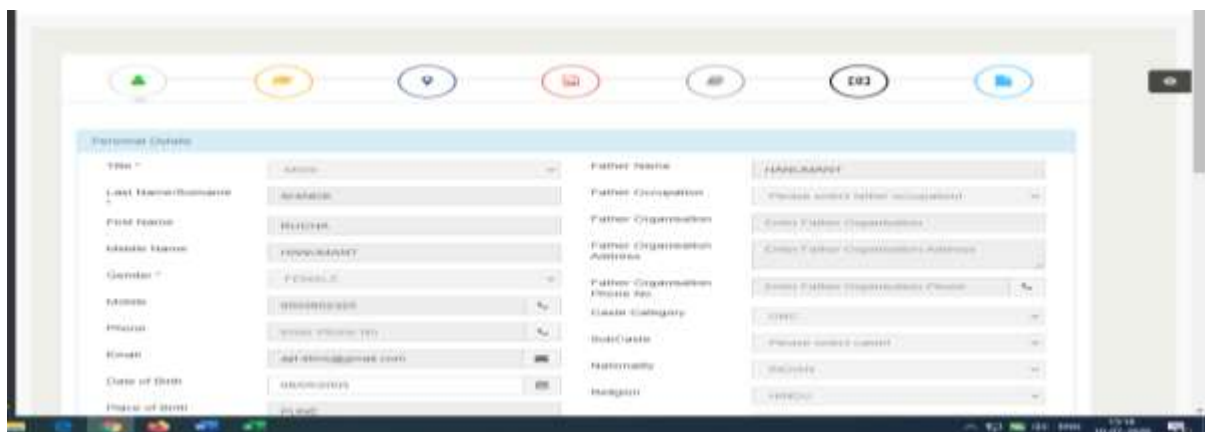 Personal Details
Title *
MISS
Last Name/Surname
*
First Name
RUCHA
Middle Name
HANUMANT
Gender *
FEMALE
Mobile
Phone
Enter Phone No
Email
Date of Birth
Place of Birth
PUNE
Father Name
HANUMANT
Father Occupation
Please select father occupation!
Father Organisation
Enter Father Organisation
Father Organisation
Address
Enter Father Organisation Address
Father Organisation
Phone No
Enter Father Organisation Phone
Caste Category
OBC
SubCaste
Please select caste!
Nationality
INDIAN
Religion
HINDU
ENG